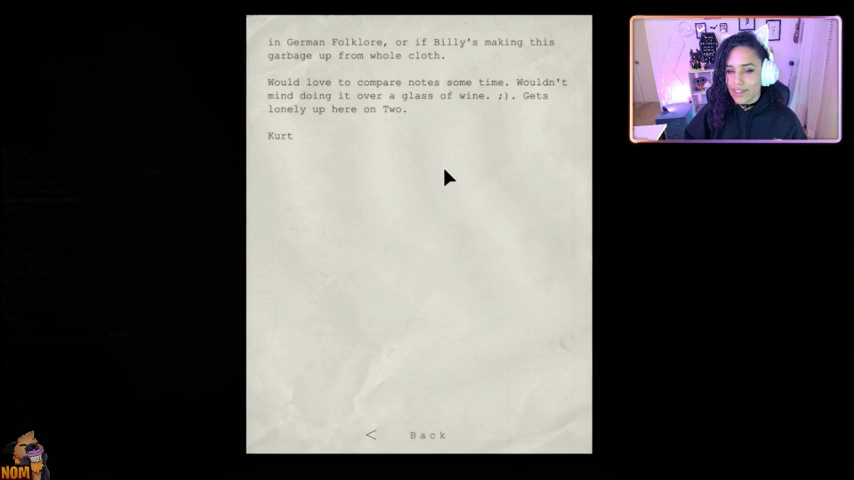 in German Folklore, or if Billy's making this
garbage up from whole cloth.
Would love to compare notes some time. Wouldn't
mind doing it over a glass of wine. ;). Gets
lonely up here on Two.
Kurt
< Back
NOM